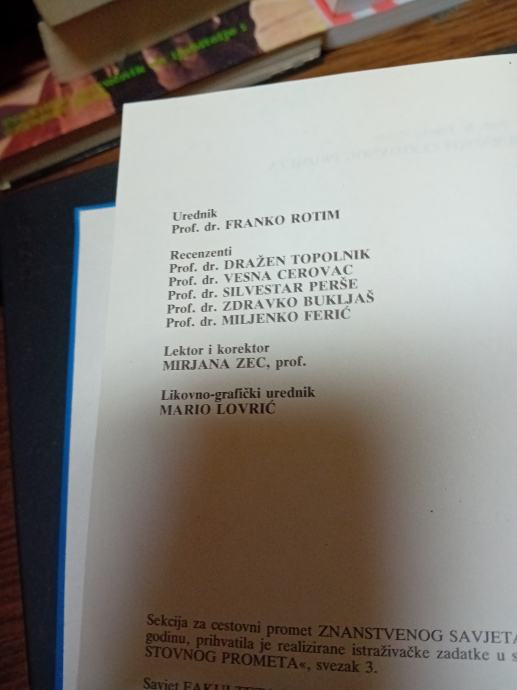 Urednik
Prof. dr. FRANKO ROTIM
Recenzenti
Prof. dr. DRAŽEN TOPOLNIK
Prof. dr. VESNA CEROVAC
Prof. dr. SILVESTAR PERŠE
Prof. dr. ZDRAVKO BUKLJAŠ
Prof. dr. MILJENKO FERIĆ
Lektor i korektor
MIRJANA ZEC, prof.
Likovno-grafički urednik
MARIO LOVRIĆ
Sekcija za cestovni promet ZNANSTVENOG SAVJETA
godinu, prihvatila je realizirane istraživačke zadatke u s
STOVNOG PROMETA«, svezak 3.
Savjet